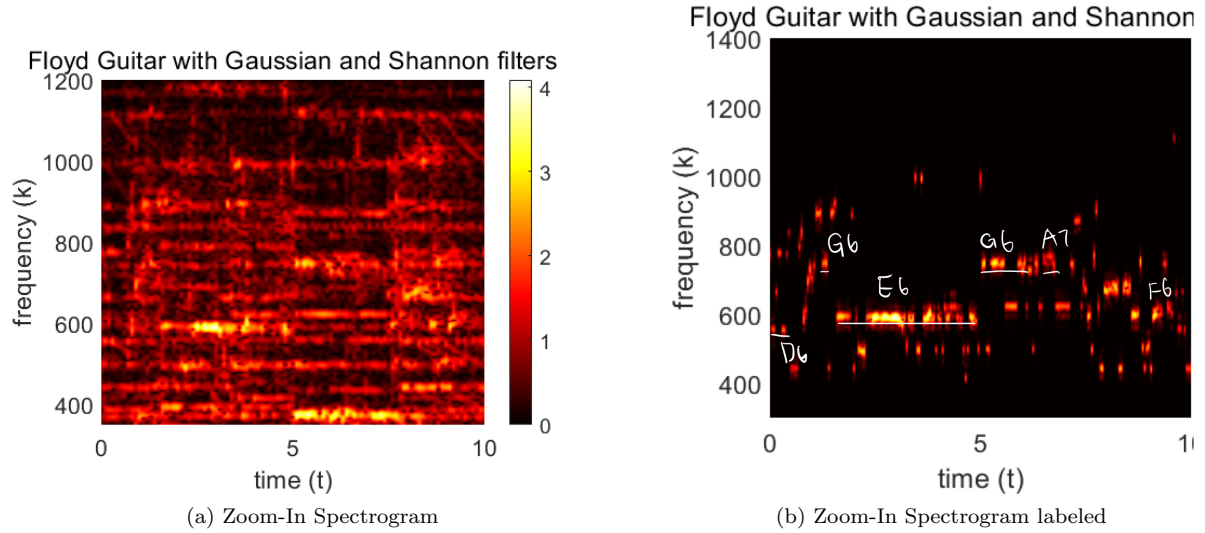 Floyd Guitar with Gaussian and Shannon filters
1200
1000
800
600
400
frequency (k)
0
5
10
time (t)
4
3
2
1
0
(a) Zoom-In Spectrogram
Floyd Guitar with Gaussian and Shannon
1400
1200
1000
800
600
400
frequency (k)
G6
G6
A7
E6
F6
D6
0
5
time (t)
(b) Zoom-In Spectrogram labeled